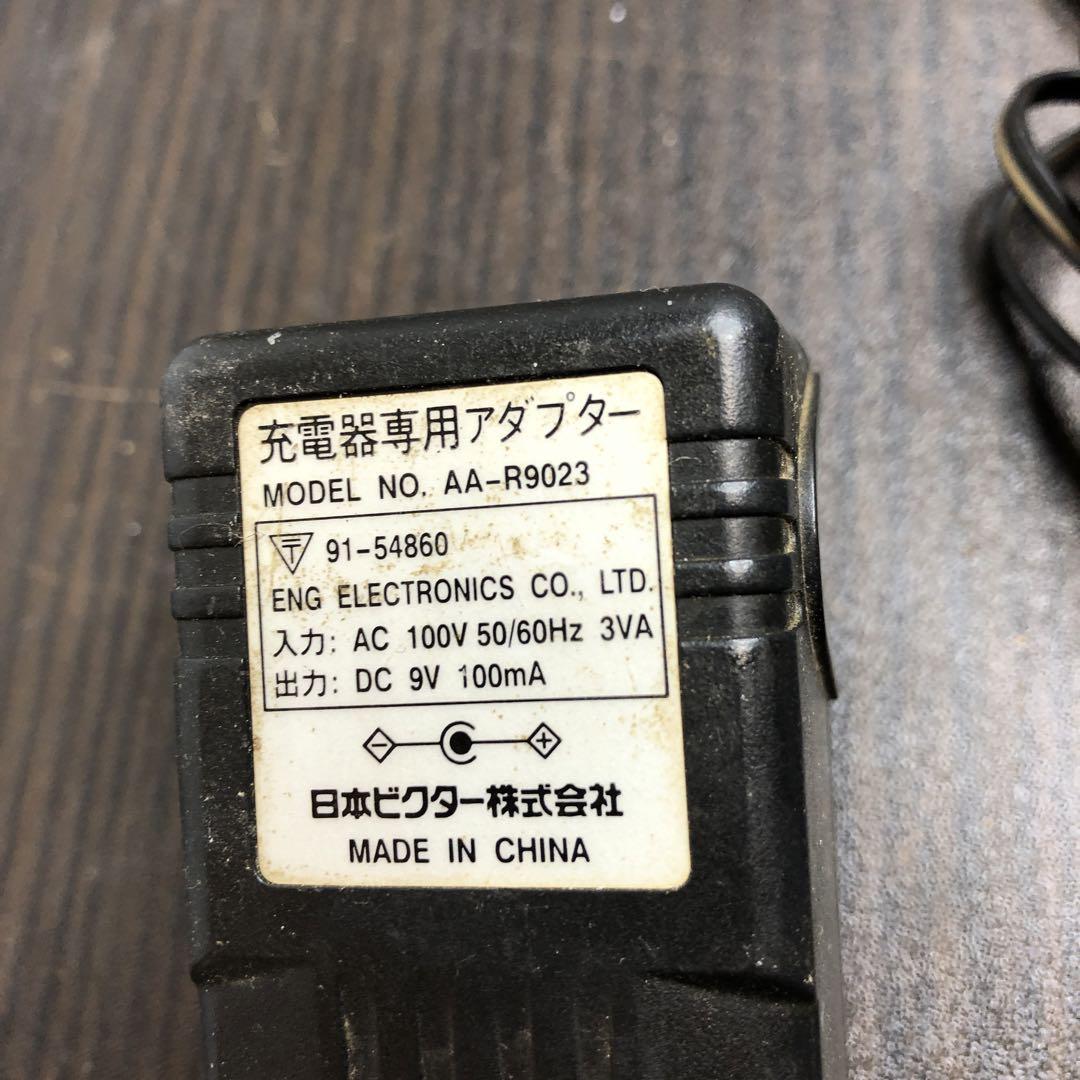 充電器専用アダプター
MODEL NO. AA-R9023
〒 91-54860
ENG ELECTRONICS CO., LTD.
入力: AC 100V 50/60Hz 3VA
出力: DC 9V 100mA
− +
日本ビクター株式会社
MADE IN CHINA